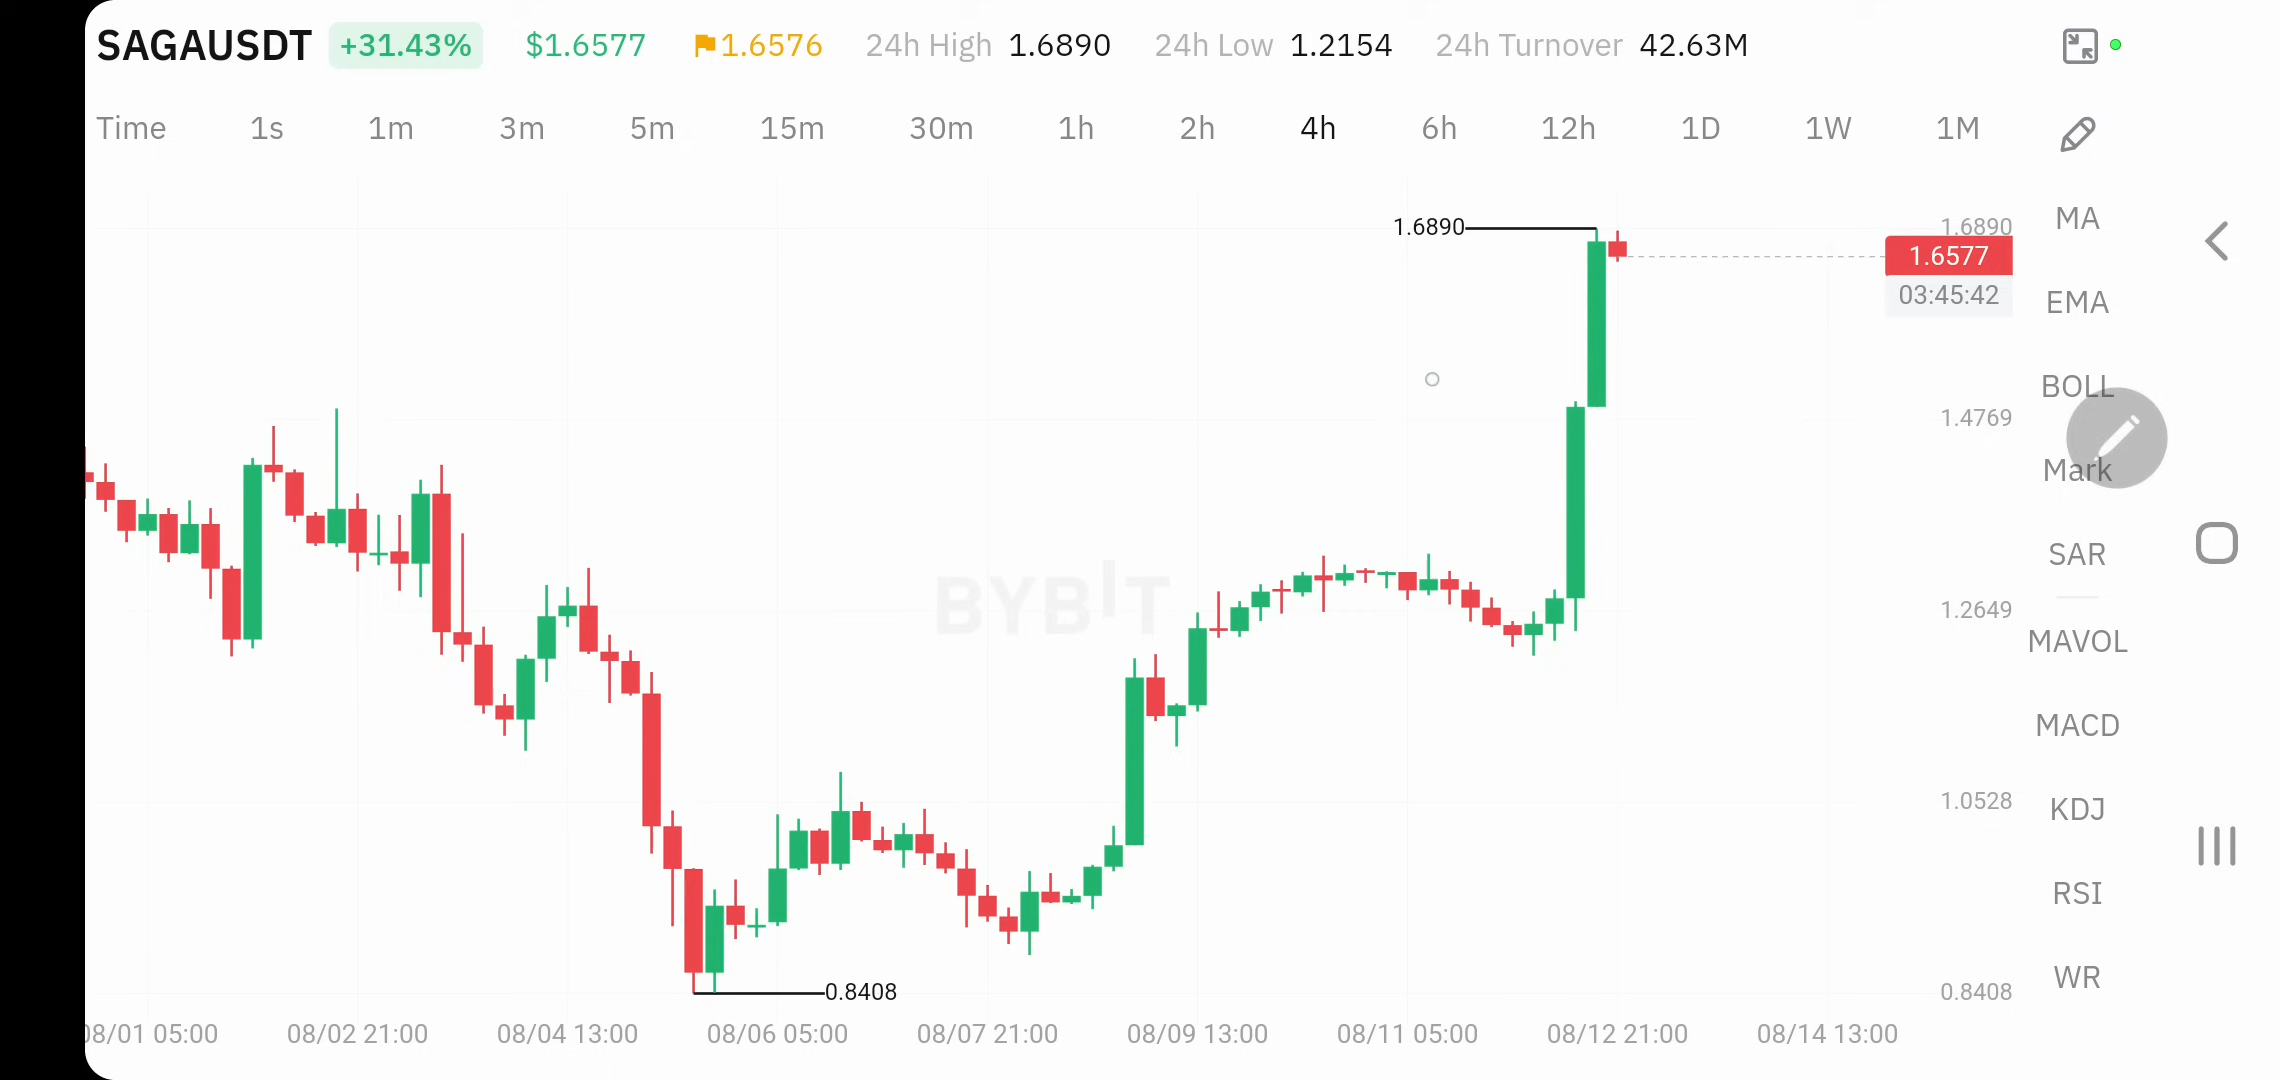 SAGAUSDT +31.43% $1.6577 1.6576 24h High 1.6890 24h Low 1.2154 24h Turnover 42.63M
Time 1s 1m 3m 5m 15m 30m 1h 2h 4h 6h 12h 1D 1W 1M
MA
1.6890 1.6890
1.6577
03:45:42
EMA
BOLL
1.4769
Mark
SAR
BYBIT
1.2649
MAVOL
MACD
1.0528
KDJ
RSI
WR
0.8408 0.8408
08/01 05:00 08/02 21:00 08/04 13:00 08/06 05:00 08/07 21:00 08/09 13:00 08/11 05:00 08/12 21:00 08/14 13:00